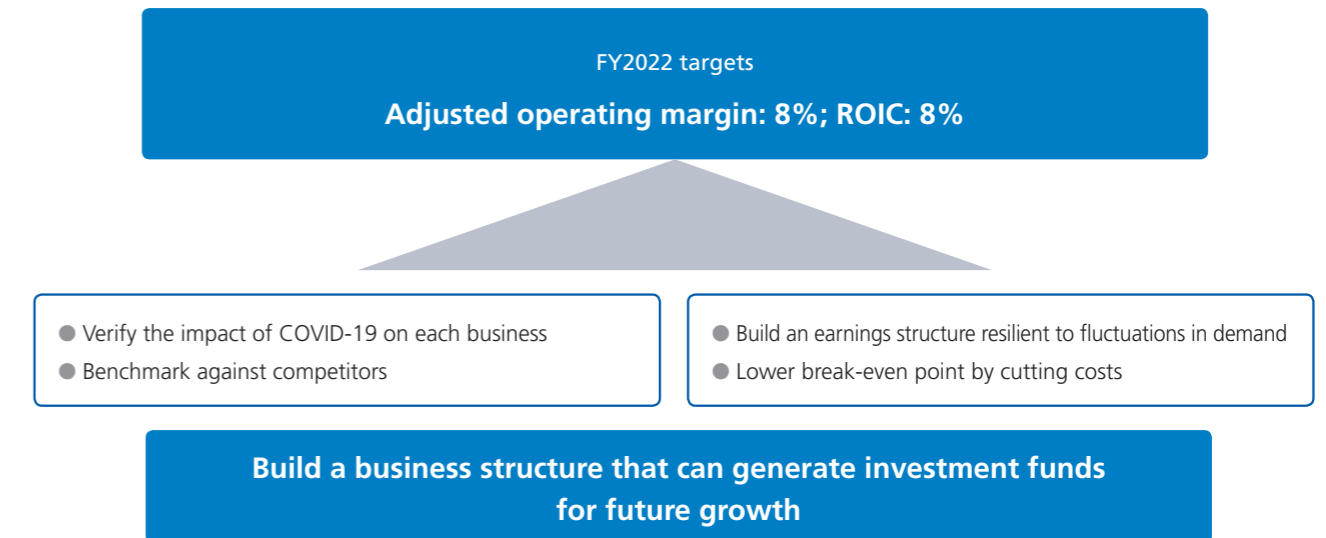 FY2022 targets
Adjusted operating margin: 8%; ROIC: 8%
● Verify the impact of COVID-19 on each business
● Benchmark against competitors
● Build an earnings structure resilient to fluctuations in demand
● Lower break-even point by cutting costs
Build a business structure that can generate investment funds
for future growth